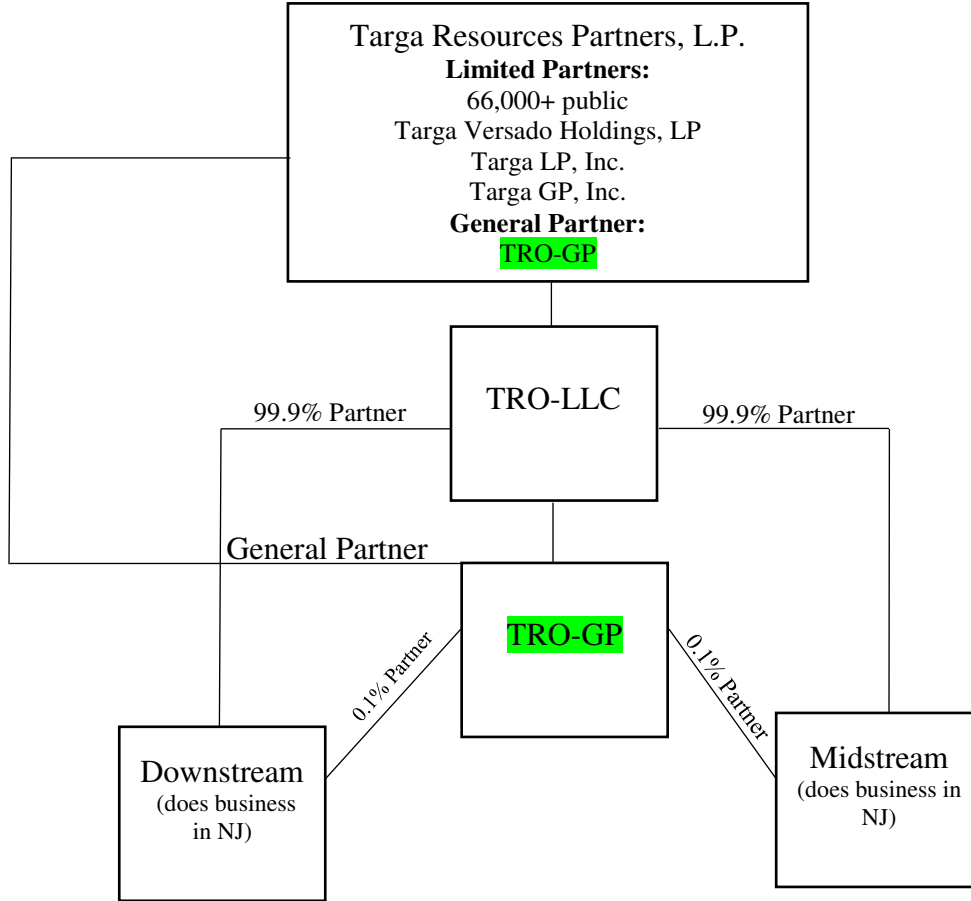 Targa Resources Partners, L.P.
Limited Partners:
66,000+ public
Targa Versado Holdings, LP
Targa LP, Inc.
Targa GP, Inc.
General Partner:
TRO-GP
TRO-LLC
99.9% Partner
99.9% Partner
General Partner
TRO-GP
0.1% Partner
0.1% Partner
Downstream
(does business
in NJ)
Midstream
(does business in
NJ)